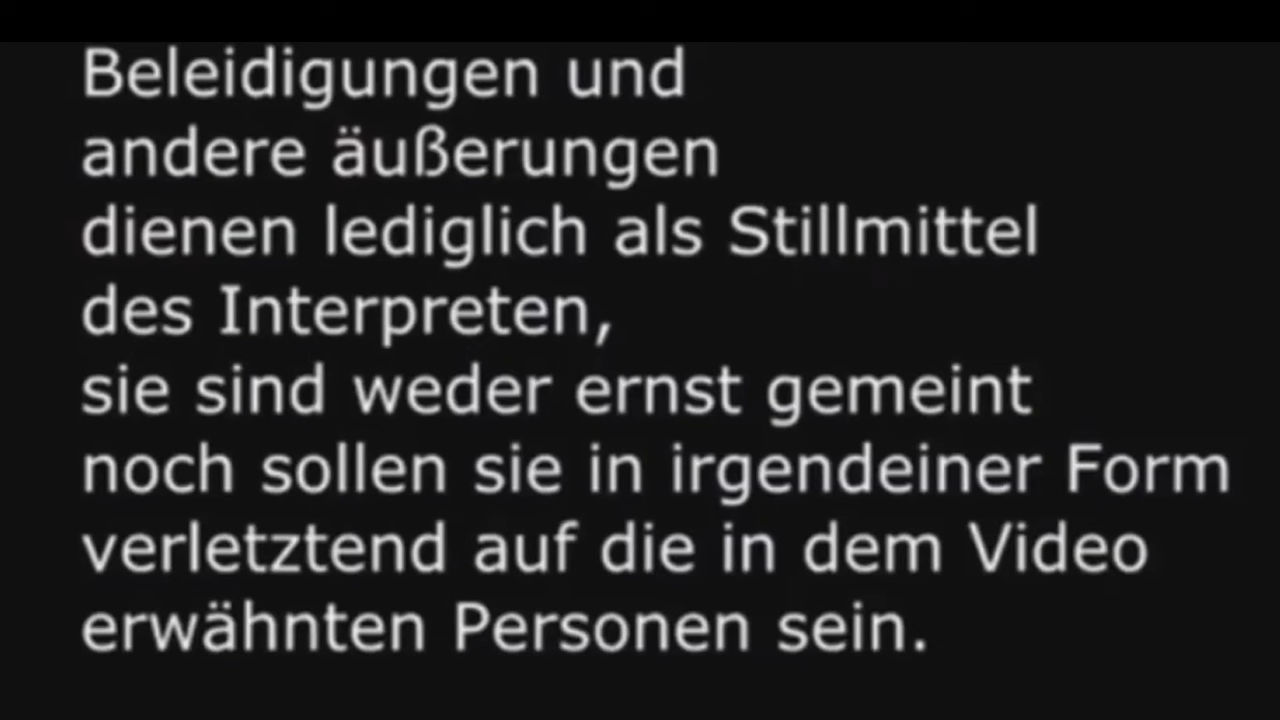 Beleidigungen und
andere äußerungen
dienen lediglich als Stillmittel
des Interpreten,
sie sind weder ernst gemeint
noch sollen sie in irgendeiner Form
verletztend auf die in dem Video
erwähnten Personen sein.